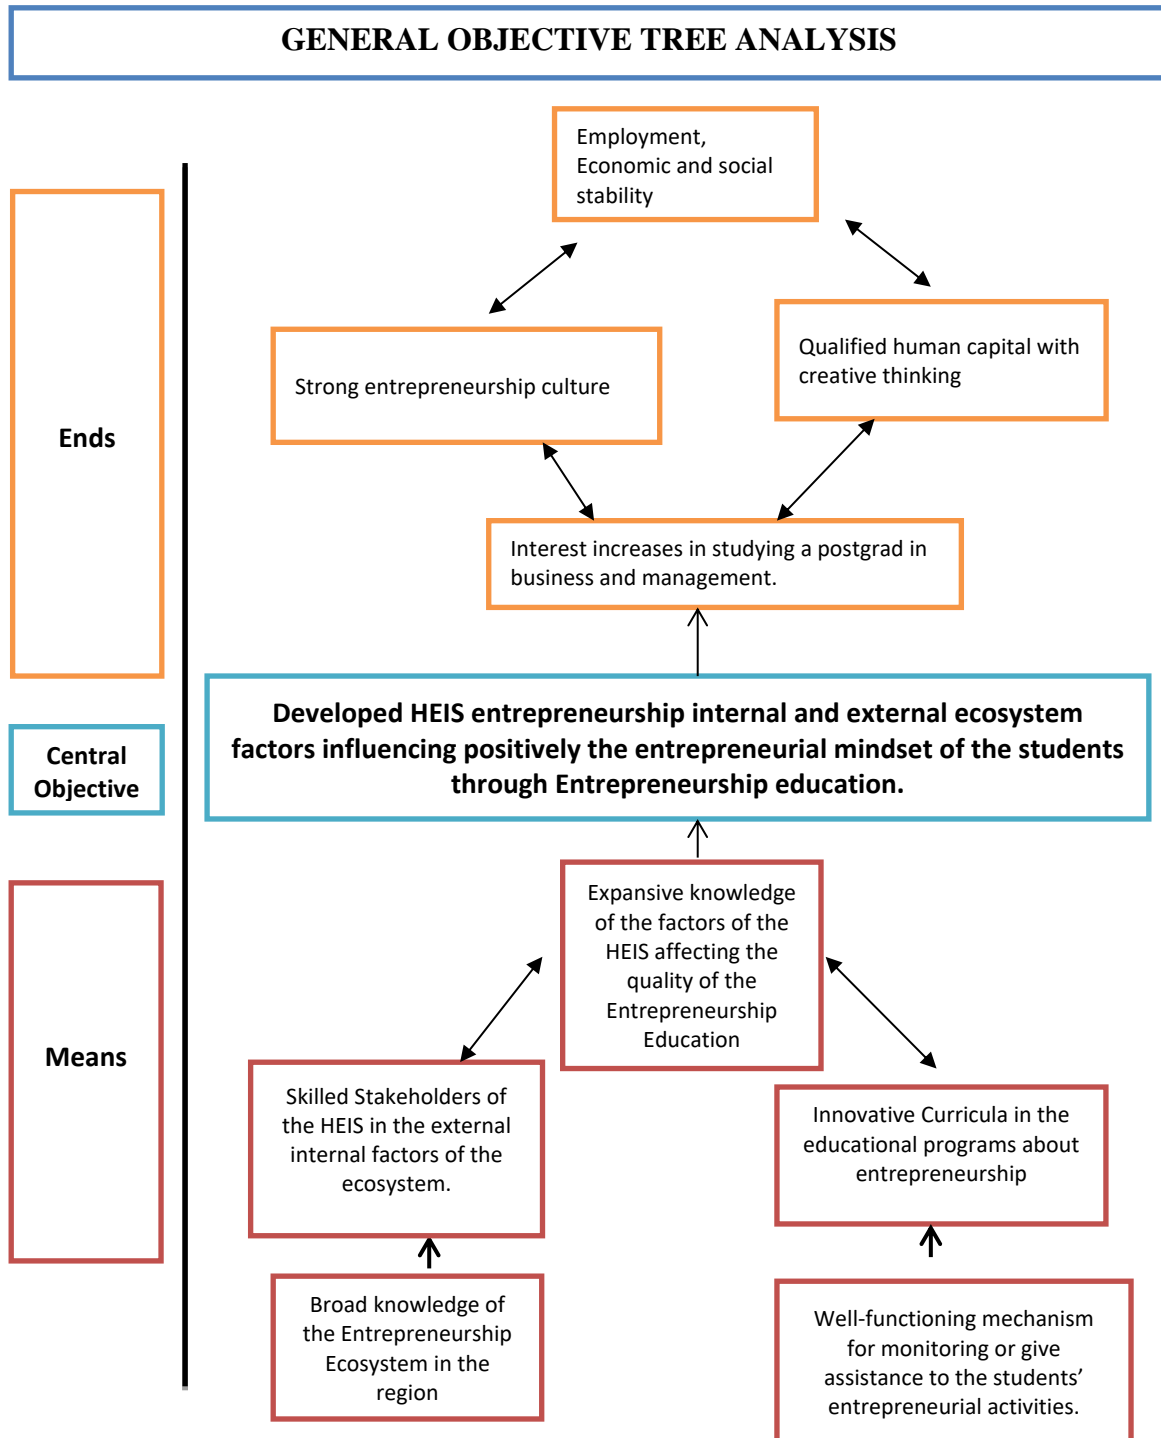 GENERAL OBJECTIVE TREE ANALYSIS
Employment,
Economic and social
stability
Strong entrepreneurship culture
Qualified human capital with
creative thinking
Ends
Interest increases in studying a postgrad in
business and management.
Central
Objective
Developed HEIS entrepreneurship internal and external ecosystem
factors influencing positively the entrepreneurial mindset of the students
through Entrepreneurship education.
Means
Expansive knowledge
of the factors of the
HEIS affecting the
quality of the
Entrepreneurship
Education
Skilled Stakeholders of
the HEIS in the external
internal factors of the
ecosystem.
Innovative Curricula in the
educational programs about
entrepreneurship
Broad knowledge of
the Entrepreneurship
Ecosystem in the
region
Well-functioning mechanism
for monitoring or give
assistance to the students’
entrepreneurial activities.